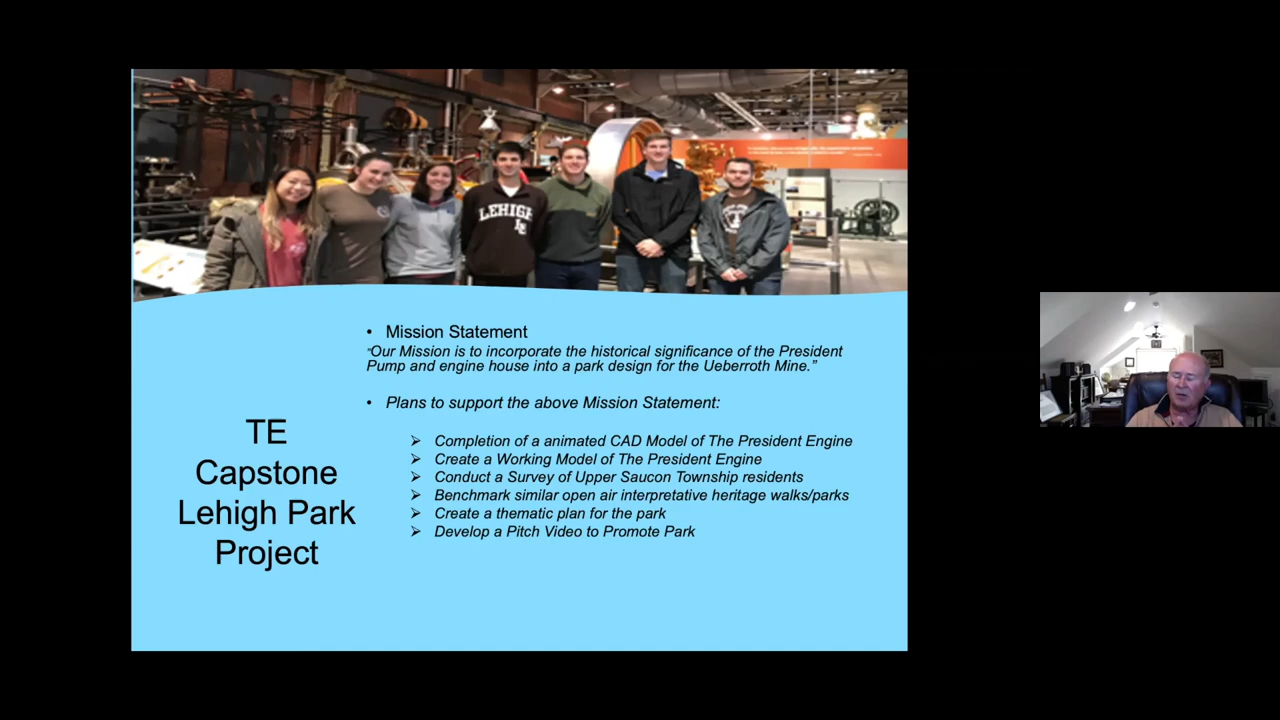 LEHIGH
TE
Capstone
Lehigh Park
Project
• Mission Statement
"Our Mission is to incorporate the historical significance of the President
Pump and engine house into a park design for the Ueberroth Mine."
• Plans to support the above Mission Statement:
➢ Completion of a animated CAD Model of The President Engine
➢ Create a Working Model of The President Engine
➢ Conduct a Survey of Upper Saucon Township residents
➢ Benchmark similar open air interpretative heritage walks/parks
➢ Create a thematic plan for the park
➢ Develop a Pitch Video to Promote Park